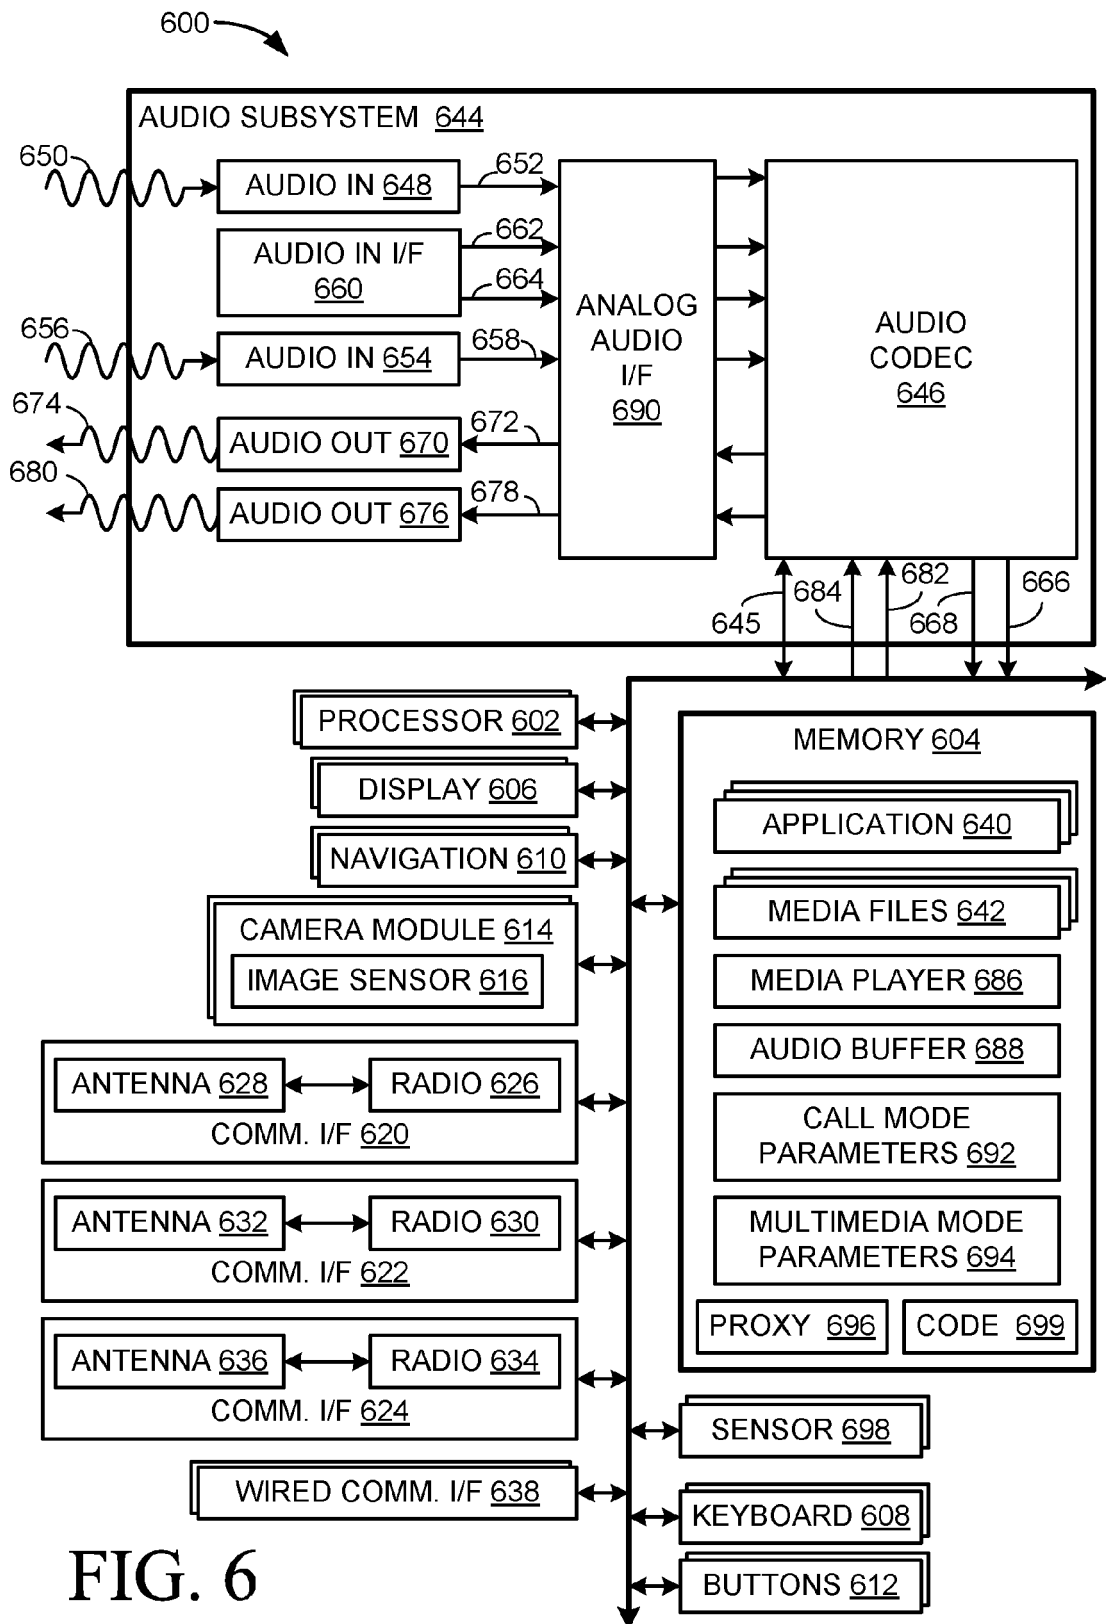 600
AUDIO SUBSYSTEM 644
650
AUDIO IN 648
652
AUDIO IN I/F
660
662
664
656
AUDIO IN 654
658
674
AUDIO OUT 670
672
680
AUDIO OUT 676
678
ANALOG
AUDIO
I/F
690
AUDIO
CODEC
646
645
684
682
668
666
PROCESSOR 602
DISPLAY 606
NAVIGATION 610
CAMERA MODULE 614
IMAGE SENSOR 616
ANTENNA 628
RADIO 626
COMM. I/F 620
ANTENNA 632
RADIO 630
COMM. I/F 622
ANTENNA 636
RADIO 634
COMM. I/F 624
WIRED COMM. I/F 638
MEMORY 604
APPLICATION 640
MEDIA FILES 642
MEDIA PLAYER 686
AUDIO BUFFER 688
CALL MODE
PARAMETERS 692
MULTIMEDIA MODE
PARAMETERS 694
PROXY 696
CODE 699
SENSOR 698
KEYBOARD 608
BUTTONS 612
FIG. 6